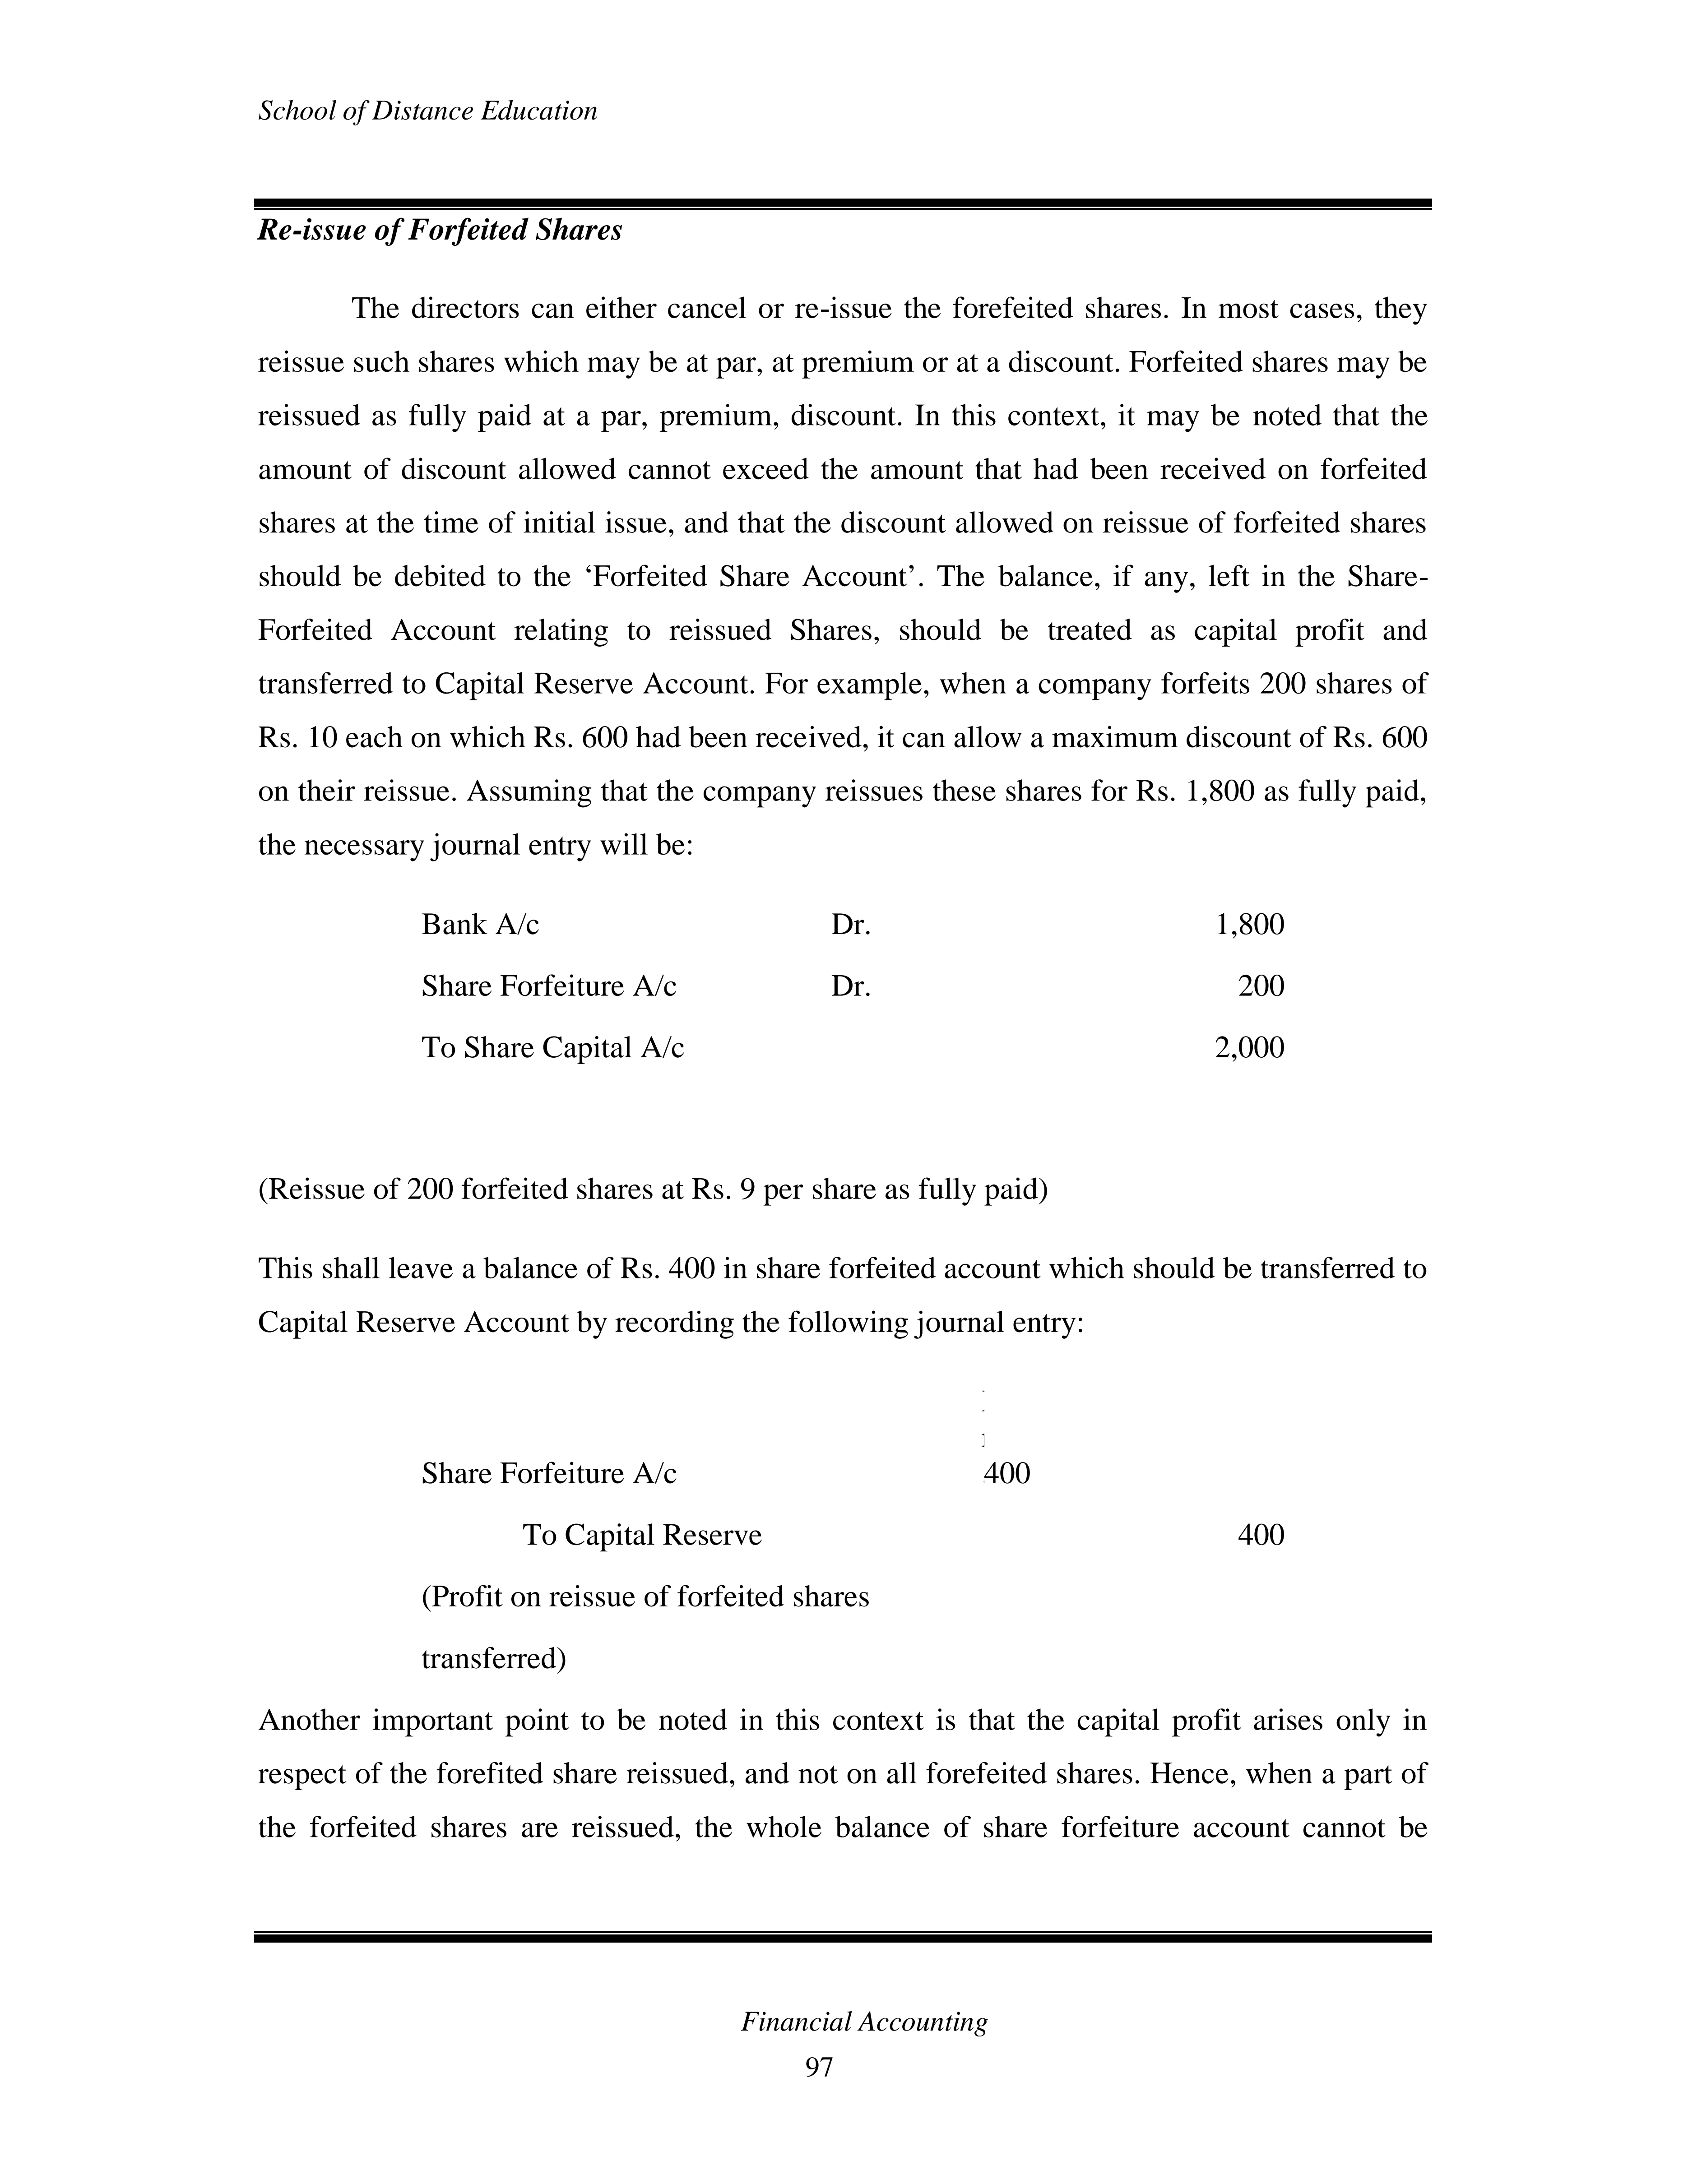 School of Distance Education
Re-issue of Forfeited Shares
The directors can either cancel or re-issue the forefeited shares. In most cases, they
reissue such shares which may be at par, at premium or at a discount. Forfeited shares may be
reissued as fully paid at a par, premium, discount. In this context, it may be noted that the
amount of discount allowed cannot exceed the amount that had been received on forfeited
shares at the time of initial issue, and that the discount allowed on reissue of forfeited shares
should be debited to the ‘Forfeited Share Account’. The balance, if any, left in the Share-
Forfeited Account relating to reissued Shares, should be treated as capital profit and
transferred to Capital Reserve Account. For example, when a company forfeits 200 shares of
Rs. 10 each on which Rs. 600 had been received, it can allow a maximum discount of Rs. 600
on their reissue. Assuming that the company reissues these shares for Rs. 1,800 as fully paid,
the necessary journal entry will be:
Bank A/c Dr. 1,800
Share Forfeiture A/c Dr. 200
To Share Capital A/c 2,000
(Reissue of 200 forfeited shares at Rs. 9 per share as fully paid)
This shall leave a balance of Rs. 400 in share forfeited account which should be transferred to
Capital Reserve Account by recording the following journal entry:
Share Forfeiture A/c 400
To Capital Reserve 400
(Profit on reissue of forfeited shares
transferred)
Another important point to be noted in this context is that the capital profit arises only in
respect of the forefited share reissued, and not on all forefeited shares. Hence, when a part of
the forfeited shares are reissued, the whole balance of share forfeiture account cannot be
Financial Accounting
97